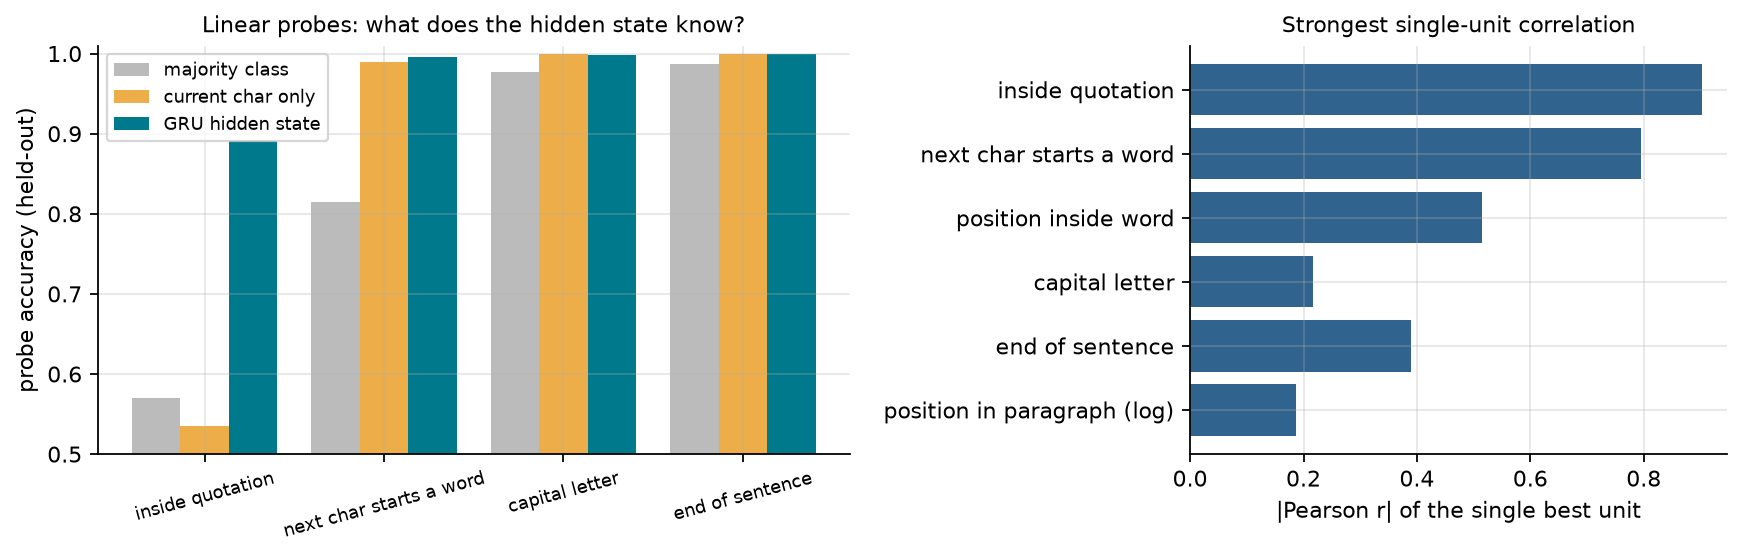 Linear probes: what does the hidden state know?
majority class
current char only
GRU hidden state
probe accuracy (held-out)
1.0
0.9
0.8
0.7
0.6
0.5
inside quotation
next char starts a word
capital letter
end of sentence
Strongest single-unit correlation
inside quotation
next char starts a word
position inside word
capital letter
end of sentence
position in paragraph (log)
0.0 0.2 0.4 0.6 0.8
|Pearson r| of the single best unit